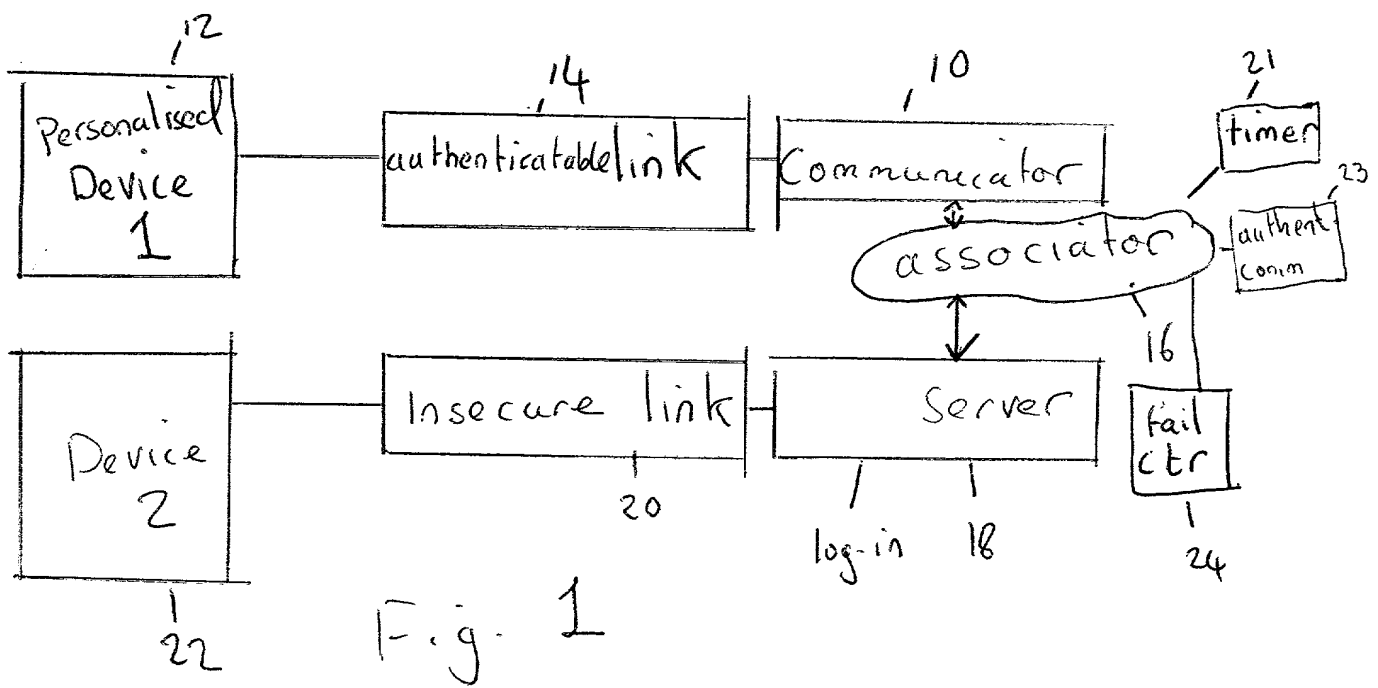 12
Personalised
Device
1
14
authenticatable link
10
Communicator
21
timer
23
authent
comm
associator
16
Device
2
22
Insecure link
20
Server
log-in
18
fail
ctr
24
Fig. 1